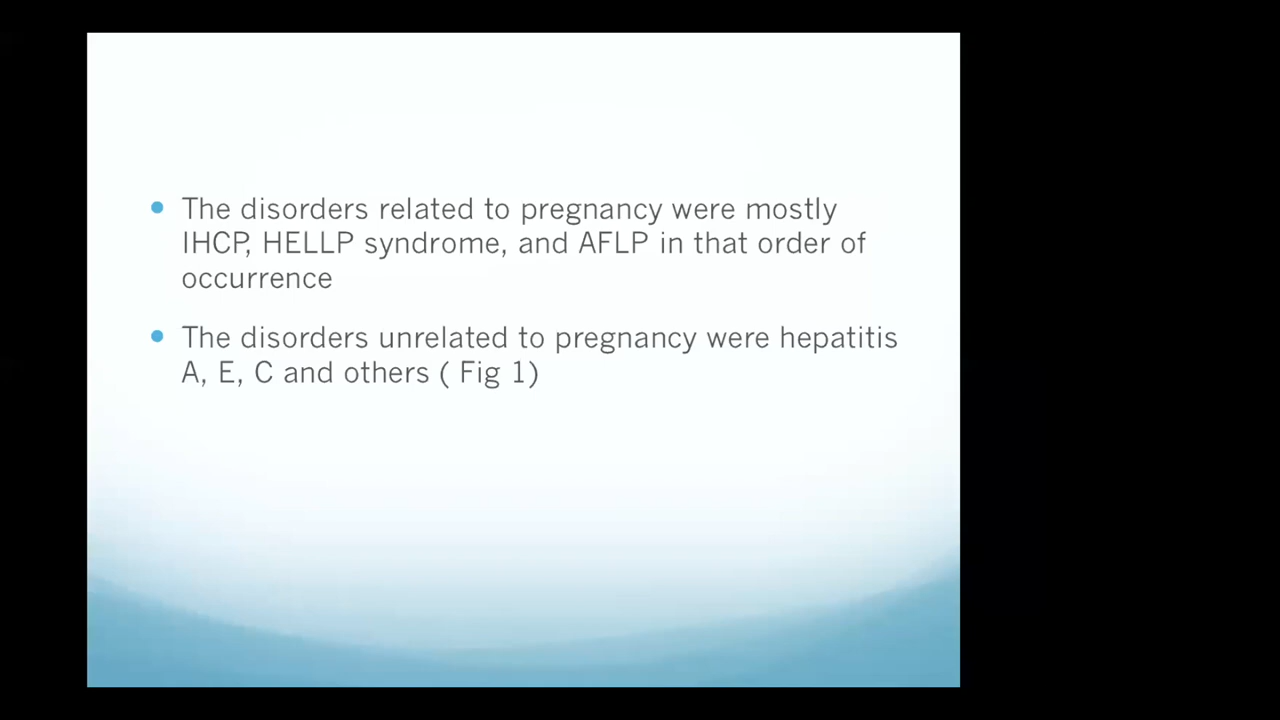 The disorders related to pregnancy were mostly
IHCP, HELLP syndrome, and AFLP in that order of
occurrence
The disorders unrelated to pregnancy were hepatitis
A, E, C and others ( Fig 1)